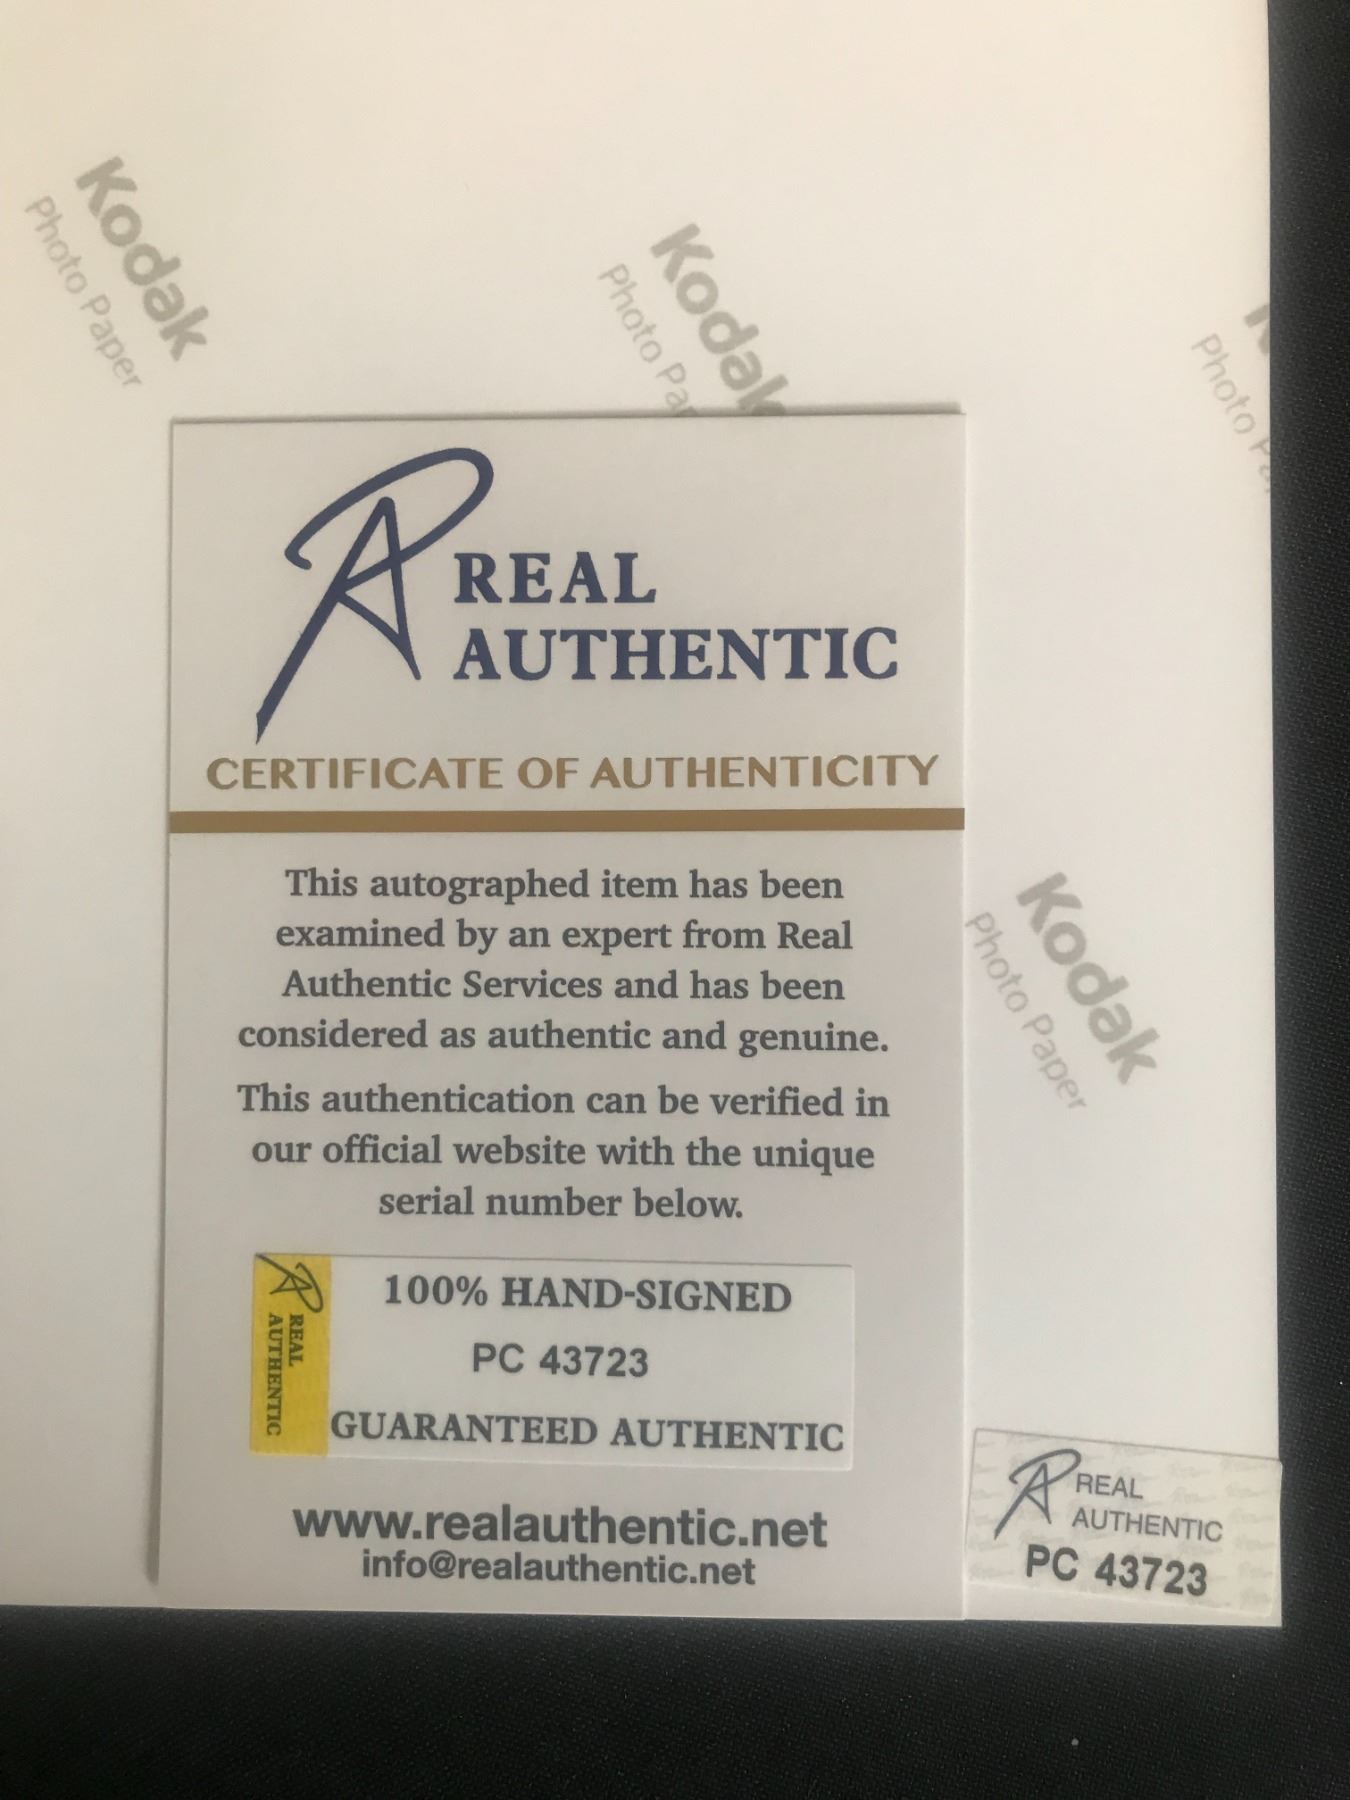 Kodak
Photo Paper
Kodak
Photo Pa
Photo Pa
REAL
AUTHENTIC
CERTIFICATE OF AUTHENTICITY
This autographed item has been
examined by an expert from Real
Authentic Services and has been
considered as authentic and genuine.
This authentication can be verified in
our official website with the unique
serial number below.
REAL
AUTHENTIC
100% HAND-SIGNED
PC 43723
GUARANTEED AUTHENTIC
www.realauthentic.net
info@realauthentic.net
Kodak
Photo Paper
REAL
AUTHENTIC
PC 43723